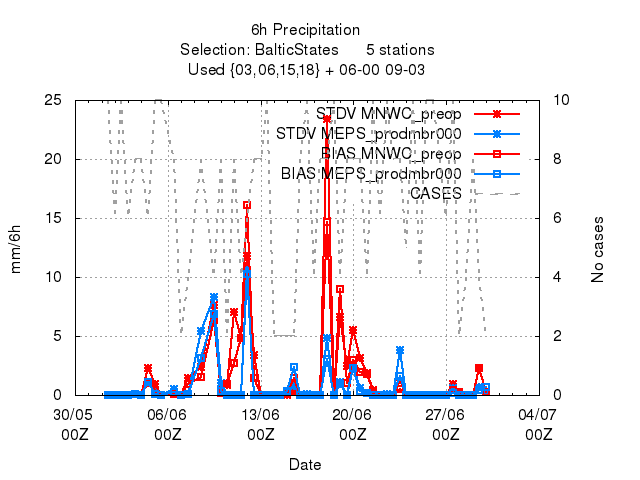 6h Precipitation
Selection: BalticStates 5 stations
Used {03,06,15,18} + 06-00 09-03
25
20
15
10
5
0
10
8
6
4
2
0
mm/6h
No cases
STDV MNWC_preop
STDV MEPS_prodmbr000
BIAS MNWC_preop
BIAS MEPS_prodmbr000
CASES
30/05 06/06 13/06 20/06 27/06 04/07
00Z 00Z 00Z 00Z 00Z 00Z
Date